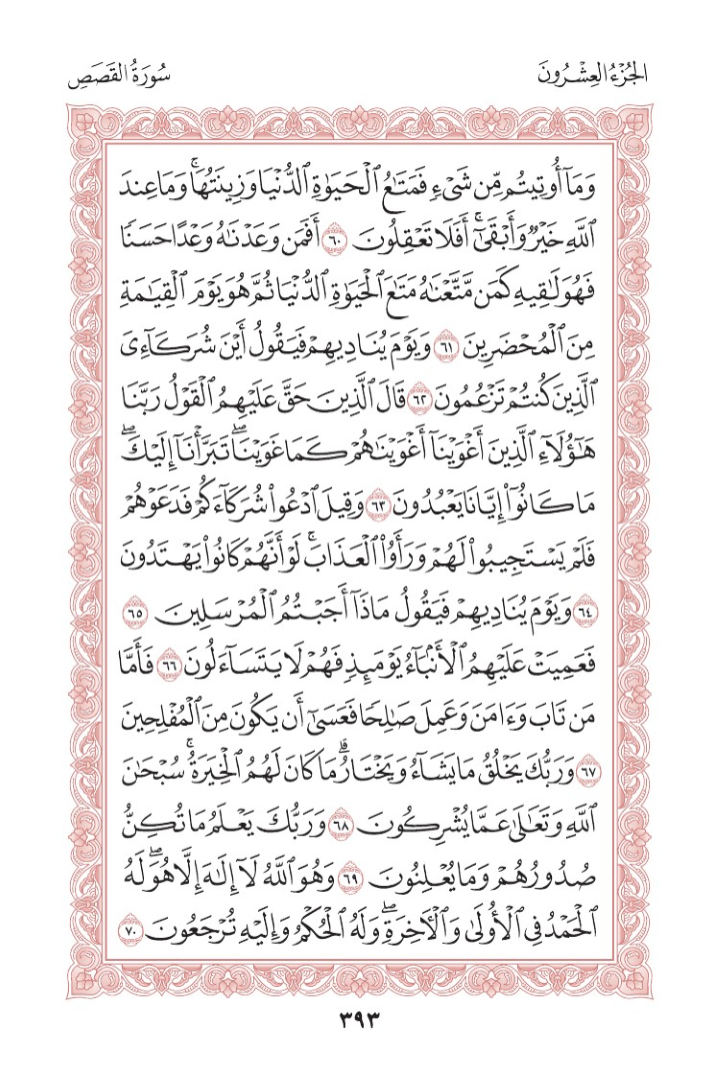 الجُزْءُ العِشْرُونَ
سُورَةُ القَصَصِ
وَمَآ أُوتِيتُم مِّن شَىْءٍ فَمَتَٰعُ ٱلْحَيَوٰةِ ٱلدُّنْيَا وَزِينَتُهَا ۚ وَمَا عِندَ
ٱللَّهِ خَيْرٌ وَأَبْقَىٰٓ ۚ أَفَلَا تَعْقِلُونَ ٦٠ أَفَمَن وَعَدْنَٰهُ وَعْدًا حَسَنًا
فَهُوَ لَٰقِيهِ كَمَن مَّتَّعْنَٰهُ مَتَٰعَ ٱلْحَيَوٰةِ ٱلدُّنْيَا ثُمَّ هُوَ يَوْمَ ٱلْقِيَٰمَةِ
مِنَ ٱلْمُحْضَرِينَ ٦١ وَيَوْمَ يُنَادِيهِمْ فَيَقُولُ أَيْنَ شُرَكَآءِىَ
ٱلَّذِينَ كُنتُمْ تَزْعُمُونَ ٦٢ قَالَ ٱلَّذِينَ حَقَّ عَلَيْهِمُ ٱلْقَوْلُ رَبَّنَا
هَٰٓؤُلَآءِ ٱلَّذِينَ أَغْوَيْنَآ أَغْوَيْنَٰهُمْ كَمَا غَوَيْنَا ۖ تَبَرَّأْنَآ إِلَيْكَ ۖ
مَا كَانُوٓا۟ إِيَّانَا يَعْبُدُونَ ٦٣ وَقِيلَ ٱدْعُوا۟ شُرَكَآءَكُمْ فَدَعَوْهُمْ
فَلَمْ يَسْتَجِيبُوا۟ لَهُمْ وَرَأَوُا۟ ٱلْعَذَابَ ۚ لَوْ أَنَّهُمْ كَانُوا۟ يَهْتَدُونَ
٦٤ وَيَوْمَ يُنَادِيهِمْ فَيَقُولُ مَاذَآ أَجَبْتُمُ ٱلْمُرْسَلِينَ ٦٥
فَعَمِيَتْ عَلَيْهِمُ ٱلْأَنۢبَآءُ يَوْمَئِذٍ فَهُمْ لَا يَتَسَآءَلُونَ ٦٦ فَأَمَّا
مَن تَابَ وَءَامَنَ وَعَمِلَ صَٰلِحًا فَعَسَىٰٓ أَن يَكُونَ مِنَ ٱلْمُفْلِحِينَ
٦٧ وَرَبُّكَ يَخْلُقُ مَا يَشَآءُ وَيَخْتَارُ ۗ مَا كَانَ لَهُمُ ٱلْخِيَرَةُ ۚ سُبْحَٰنَ
ٱللَّهِ وَتَعَٰلَىٰ عَمَّا يُشْرِكُونَ ٦٨ وَرَبُّكَ يَعْلَمُ مَا تُكِنُّ
صُدُورُهُمْ وَمَا يُعْلِنُونَ ٦٩ وَهُوَ ٱللَّهُ لَآ إِلَٰهَ إِلَّا هُوَ ۖ لَهُ
ٱلْحَمْدُ فِى ٱلْأُولَىٰ وَٱلْءَاخِرَةِ ۖ وَلَهُ ٱلْحُكْمُ وَإِلَيْهِ تُرْجَعُونَ ٧٠
٣٩٣